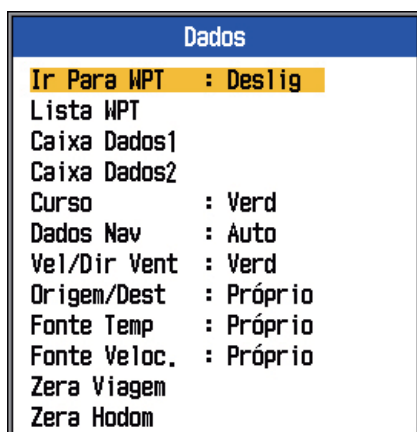 Dados
Ir Para WPT : Deslig
Lista WPT
Caixa Dados1
Caixa Dados2
Curso : Verd
Dados Nav : Auto
Vel/Dir Vent : Verd
Origem/Dest : Próprio
Fonte Temp : Próprio
Fonte Veloc. : Próprio
Zera Viagem
Zera Hodom